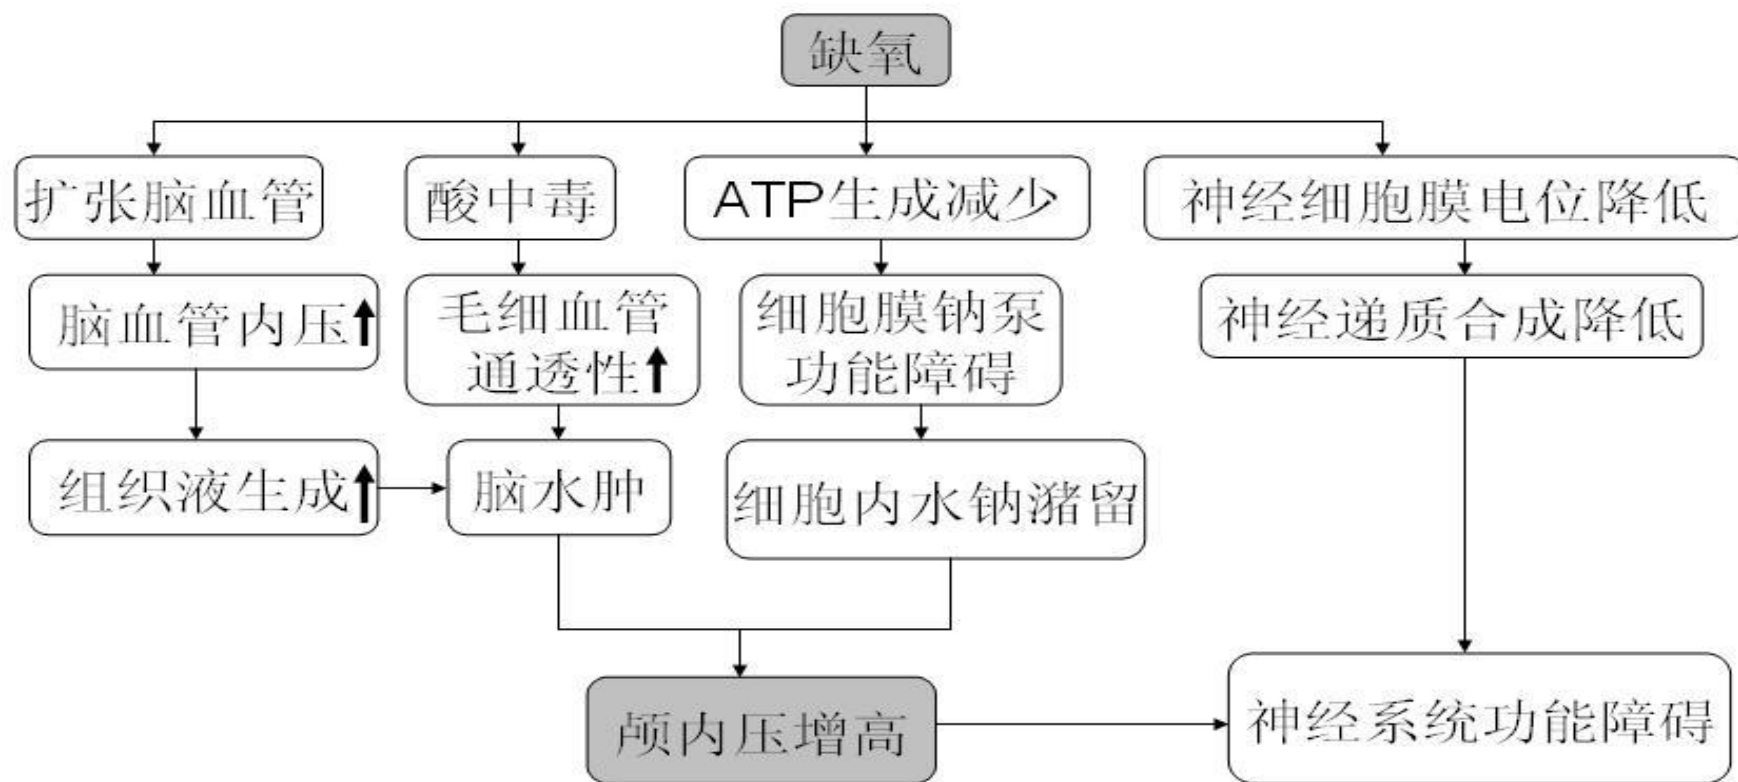 缺氧
扩张脑血管
酸中毒
ATP生成减少
神经细胞膜电位降低
脑血管内压↑
毛细血管
通透性↑
细胞膜钠泵
功能障碍
神经递质合成降低
组织液生成↑
脑水肿
细胞内水钠潴留
颅内压增高
神经系统功能障碍